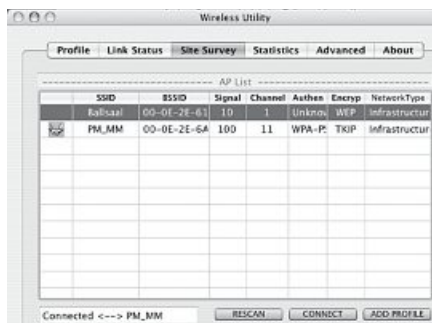 Wireless Utility
Profile Link Status Site Survey Statistics Advanced About
AP List
SSID BSSID Signal Channel Authen Encryp NetworkType
Ballsaal 00-0E-2E-61 10 1 Unknow WEP Infrastructur
PM_MM 00-0E-2E-6A 100 11 WPA-P: TKIP Infrastructur
Connected <--> PM_MM RESCAN CONNECT ADD PROFILE